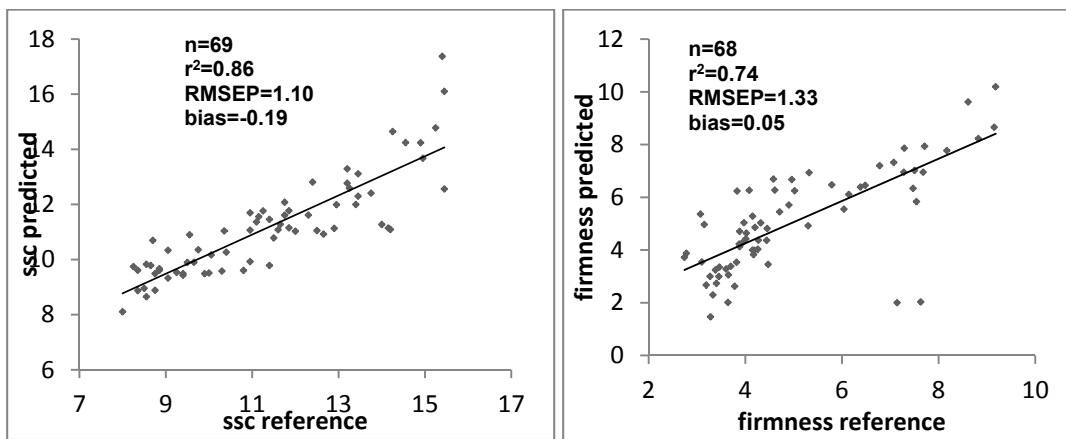 18
16
14
12
10
8
6
ssc predicted
n=69
r²=0.86
RMSEP=1.10
bias=-0.19
7 9 11 13 15 17
ssc reference
12
10
8
6
4
2
0
firmness predicted
n=68
r²=0.74
RMSEP=1.33
bias=0.05
2 4 6 8 10
firmness reference